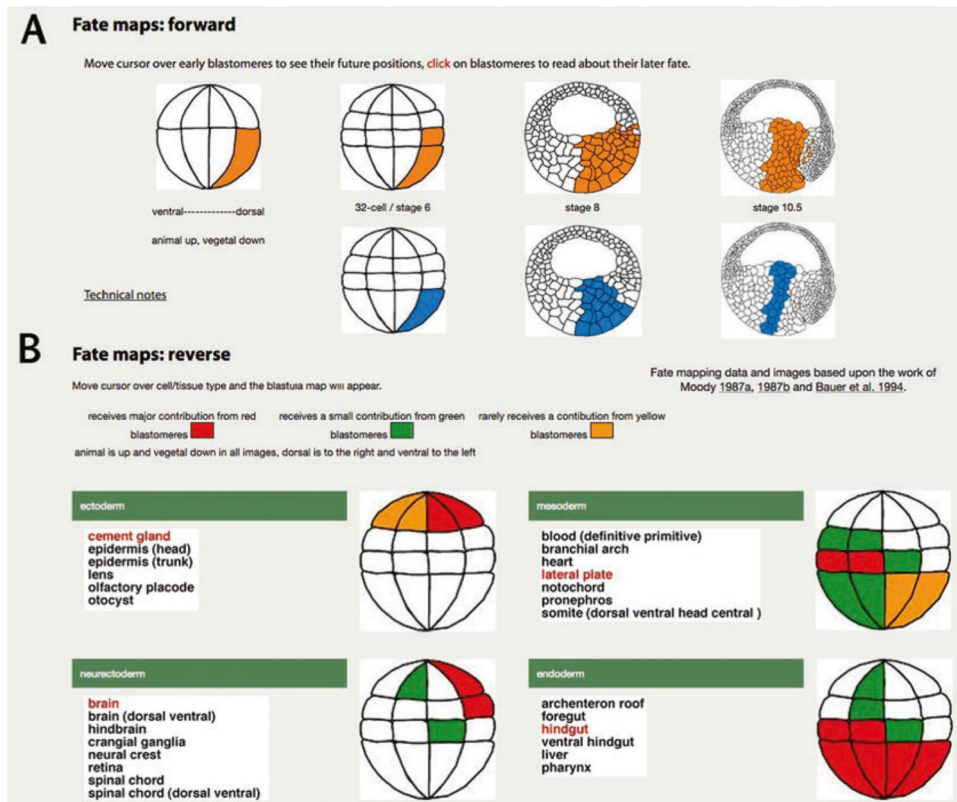 A
Fate maps: forward
Move cursor over early blastomeres to see their future positions, click on blastomeres to read about their later fate.
ventral-------------dorsal
32-cell / stage 6
stage 8
stage 10.5
animal up, vegetal down
Technical notes
B
Fate maps: reverse
Move cursor over cell/tissue type and the blastula map will appear.
Fate mapping data and images based upon the work of
Moody 1987a, 1987b and Bauer et al. 1994.
receives major contribution from red
blastomeres
receives a small contribution from green
blastomeres
rarely receives a contibution from yellow
blastomeres
animal is up and vegetal down in all images, dorsal is to the right and ventral to the left
ectoderm
cement gland
epidermis (head)
epidermis (trunk)
lens
olfactory placode
otocyst
mesoderm
blood (definitive primitive)
branchial arch
heart
lateral plate
notochord
pronephros
somite (dorsal ventral head central )
neurectoderm
brain
brain (dorsal ventral)
hindbrain
crangial ganglia
neural crest
retina
spinal chord
spinal chord (dorsal ventral)
endoderm
archenteron roof
foregut
hindgut
ventral hindgut
liver
pharynx